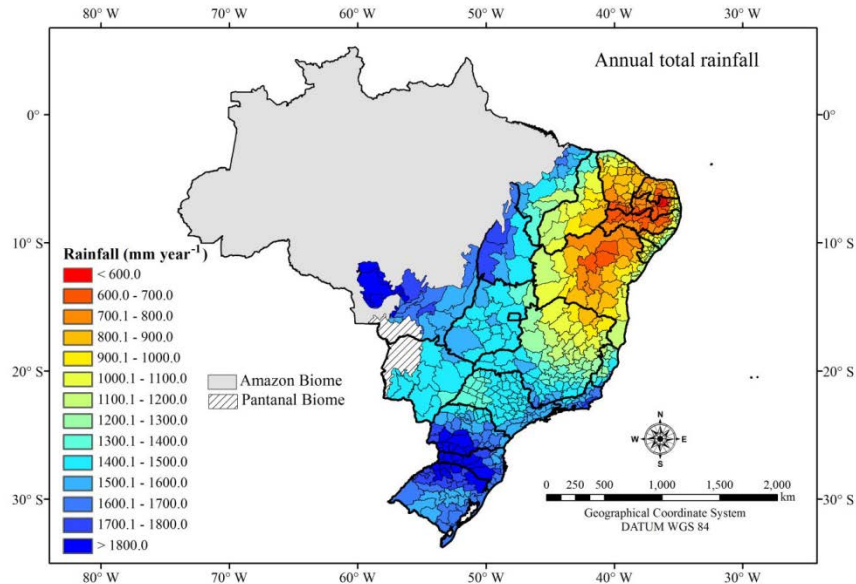 80° W 70° W 60° W 50° W 40° W 30° W
Annual total rainfall
0°
0°
10° S
10° S
20° S
20° S
30° S
30° S
Rainfall (mm year-1)
< 600.0
600.0 - 700.0
700.1 - 800.0
800.1 - 900.0
900.1 - 1000.0
1000.1 - 1100.0
1100.1 - 1200.0
1200.1 - 1300.0
1300.1 - 1400.0
1400.1 - 1500.0
1500.1 - 1600.0
1600.1 - 1700.0
1700.1 - 1800.0
> 1800.0
Amazon Biome
Pantanal Biome
N
W E
S
0 250 500 1,000 1,500 2,000
km
Geographical Coordinate System
DATUM WGS 84
80° W 70° W 60° W 50° W 40° W 30° W